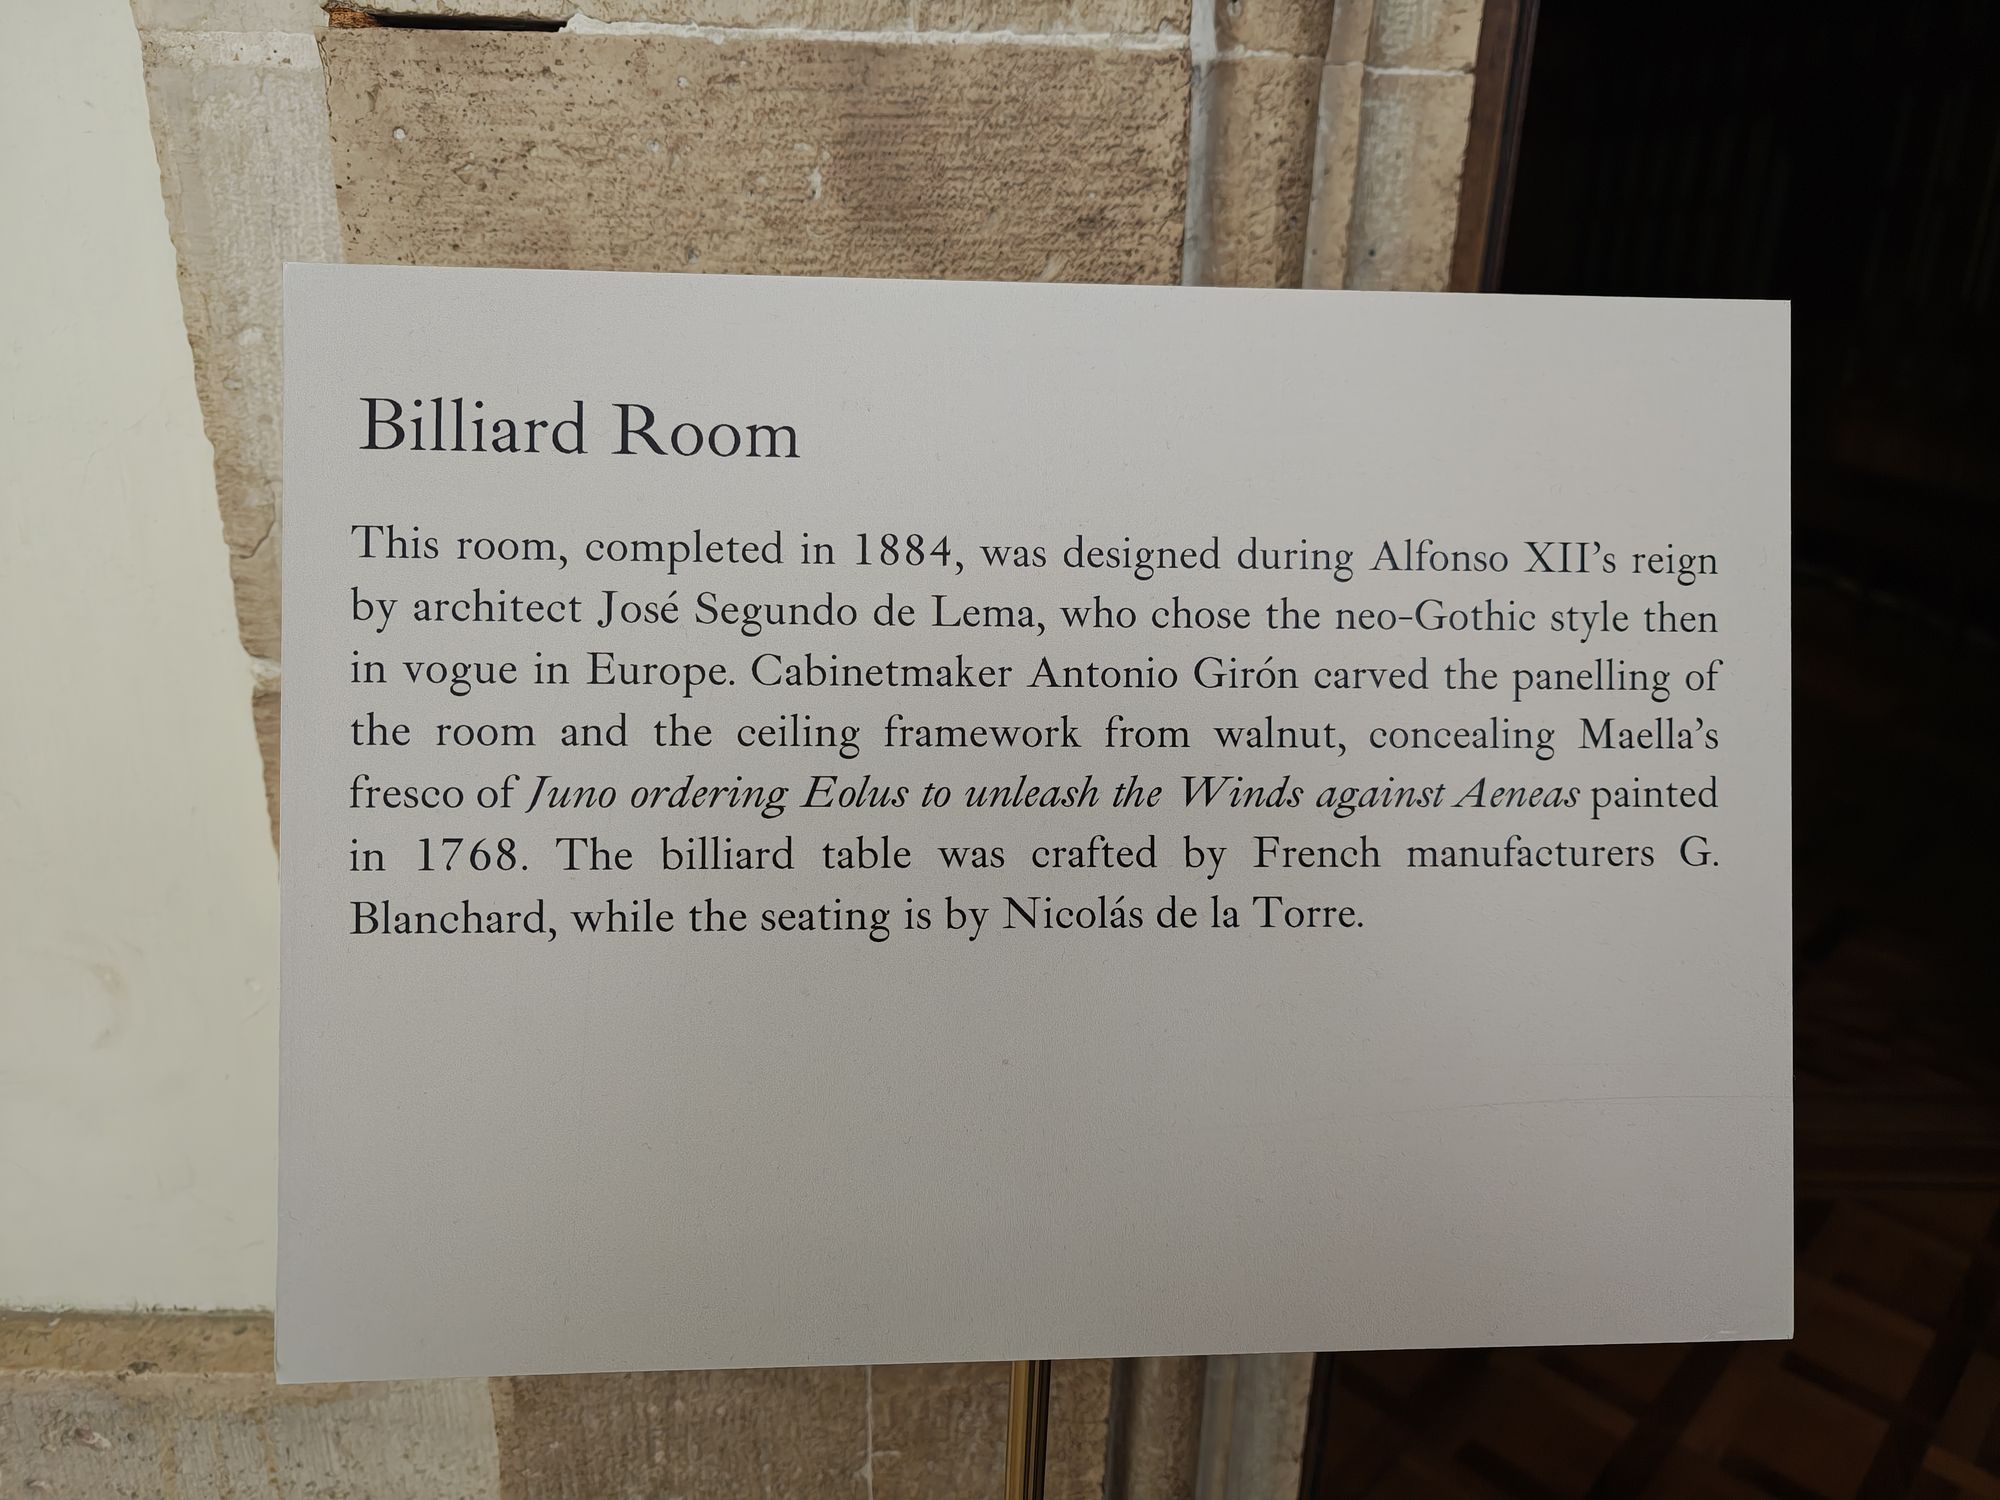 Billiard Room
This room, completed in 1884, was designed during Alfonso XII’s reign
by architect José Segundo de Lema, who chose the neo-Gothic style then
in vogue in Europe. Cabinetmaker Antonio Girón carved the panelling of
the room and the ceiling framework from walnut, concealing Maella’s
fresco of Juno ordering Eolus to unleash the Winds against Aeneas painted
in 1768. The billiard table was crafted by French manufacturers G.
Blanchard, while the seating is by Nicolás de la Torre.